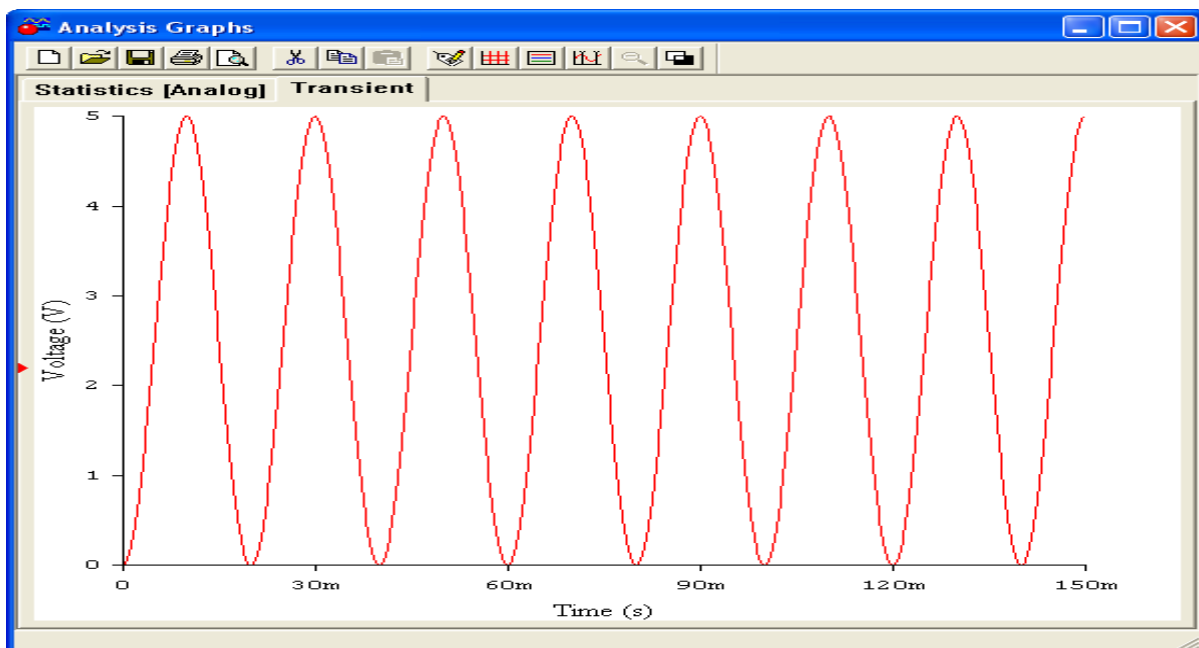 Analysis Graphs
Statistics [Analog] Transient
5
4
3
2
1
0
Voltage (V)
0 30m 60m 90m 120m 150m
Time (s)